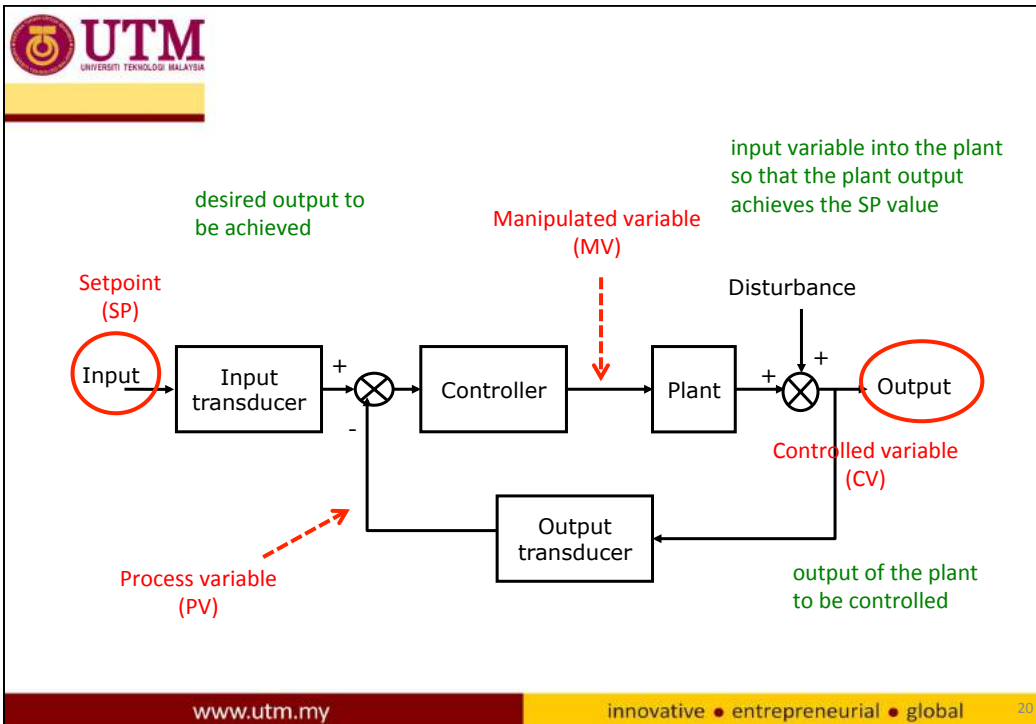 UTM
UNIVERSITI TEKNOLOGI MALAYSIA
input variable into the plant
so that the plant output
achieves the SP value
desired output to
be achieved
Manipulated variable
(MV)
Setpoint
(SP)
Disturbance
+
Input
Input
transducer
+
-
Controller
Plant
+
Output
Controlled variable
(CV)
Output
transducer
Process variable
(PV)
output of the plant
to be controlled
www.utm.my
innovative ● entrepreneurial ● global
20